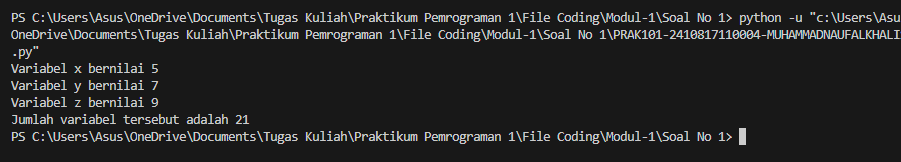 PS C:\Users\Asus\OneDrive\Documents\Tugas Kuliah\Praktikum Pemrograman 1\File Coding\Modul-1\Soal No 1> python -u "c:\Users\Asu
OneDrive\Documents\Tugas Kuliah\Praktikum Pemrograman 1\File Coding\Modul-1\Soal No 1\PRAK101-2410817110004-MUHAMMADNAUFALKHALI
.py"
Variabel x bernilai 5
Variabel y bernilai 7
Variabel z bernilai 9
Jumlah variabel tersebut adalah 21
PS C:\Users\Asus\OneDrive\Documents\Tugas Kuliah\Praktikum Pemrograman 1\File Coding\Modul-1\Soal No 1>